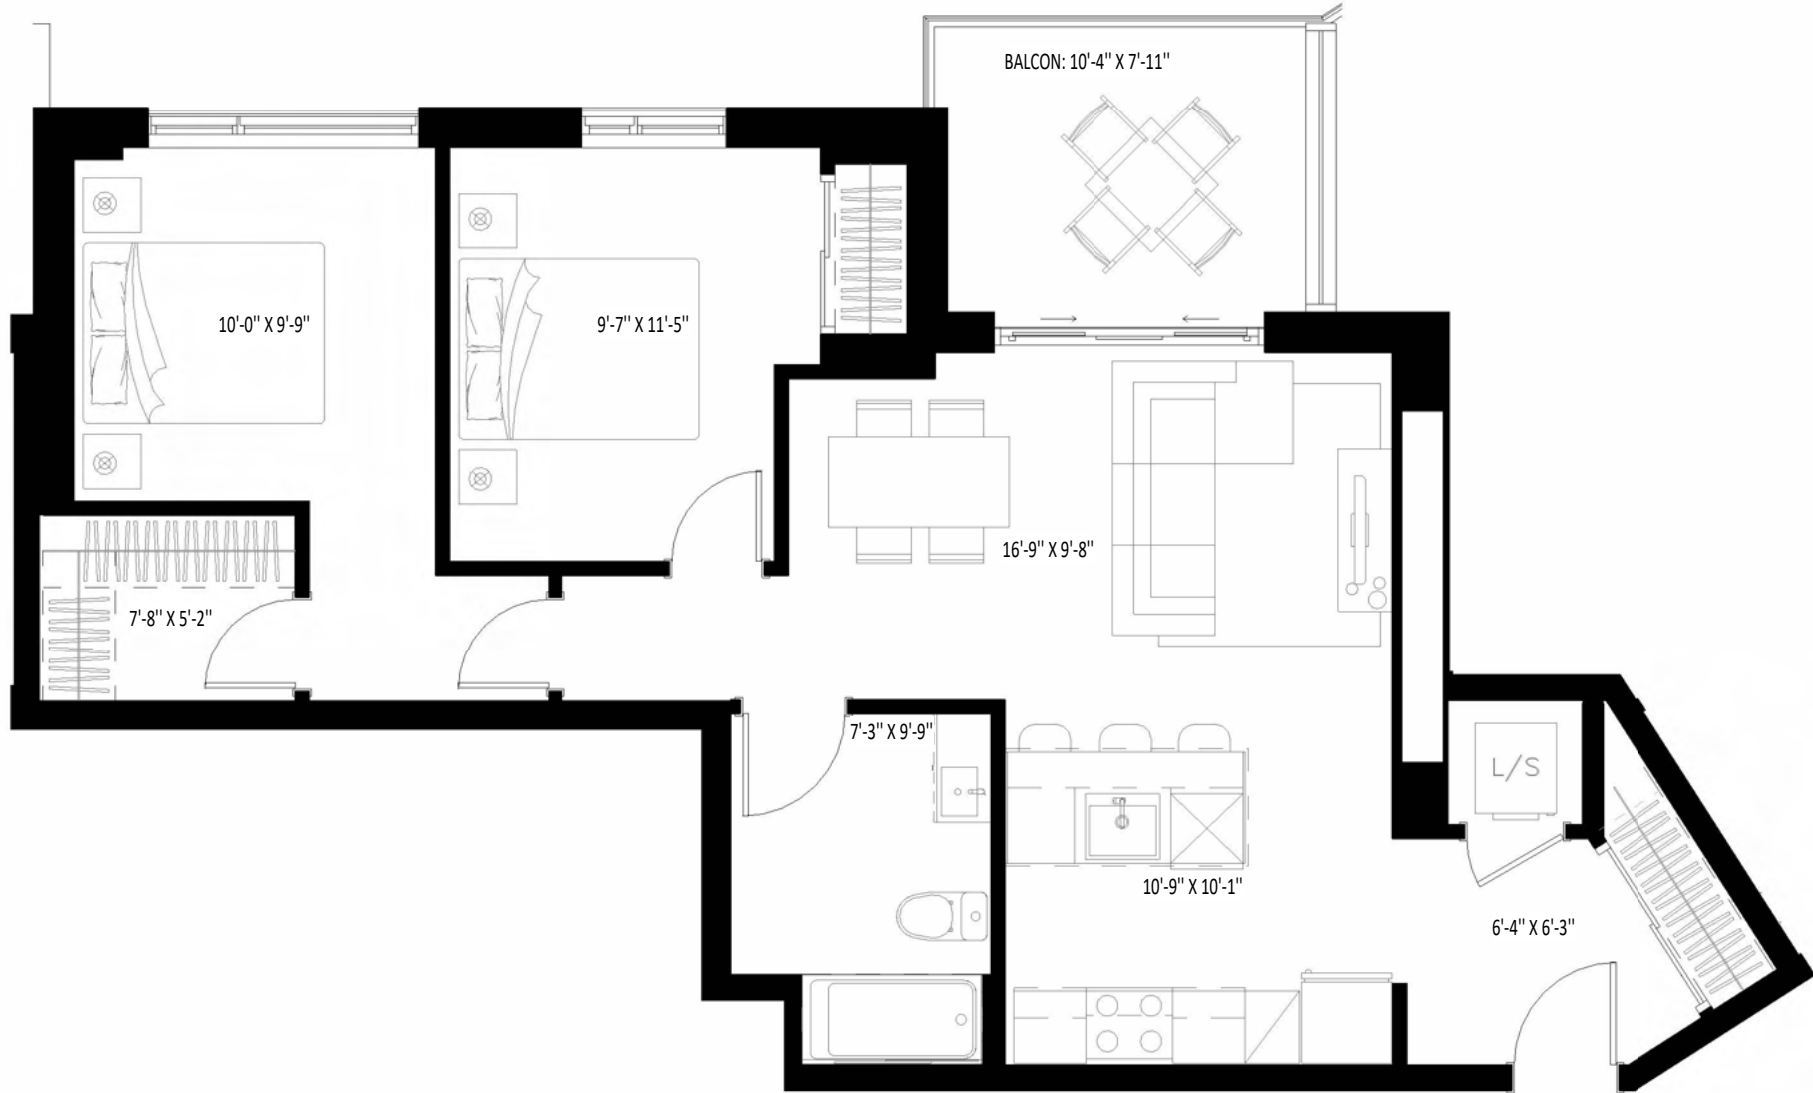 BALCON: 10'-4" X 7'-11"
10'-0" X 9'-9"
9'-7" X 11'-5"
16'-9" X 9'-8"
7'-8" X 5'-2"
7'-3" X 9'-9"
L/S
10'-9" X 10'-1"
6'-4" X 6'-3"